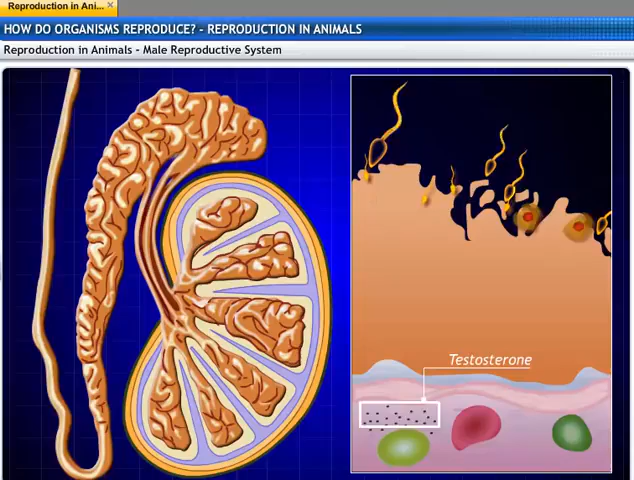 Reproduction in Ani...
HOW DO ORGANISMS REPRODUCE? - REPRODUCTION IN ANIMALS
Reproduction in Animals - Male Reproductive System
Testosterone